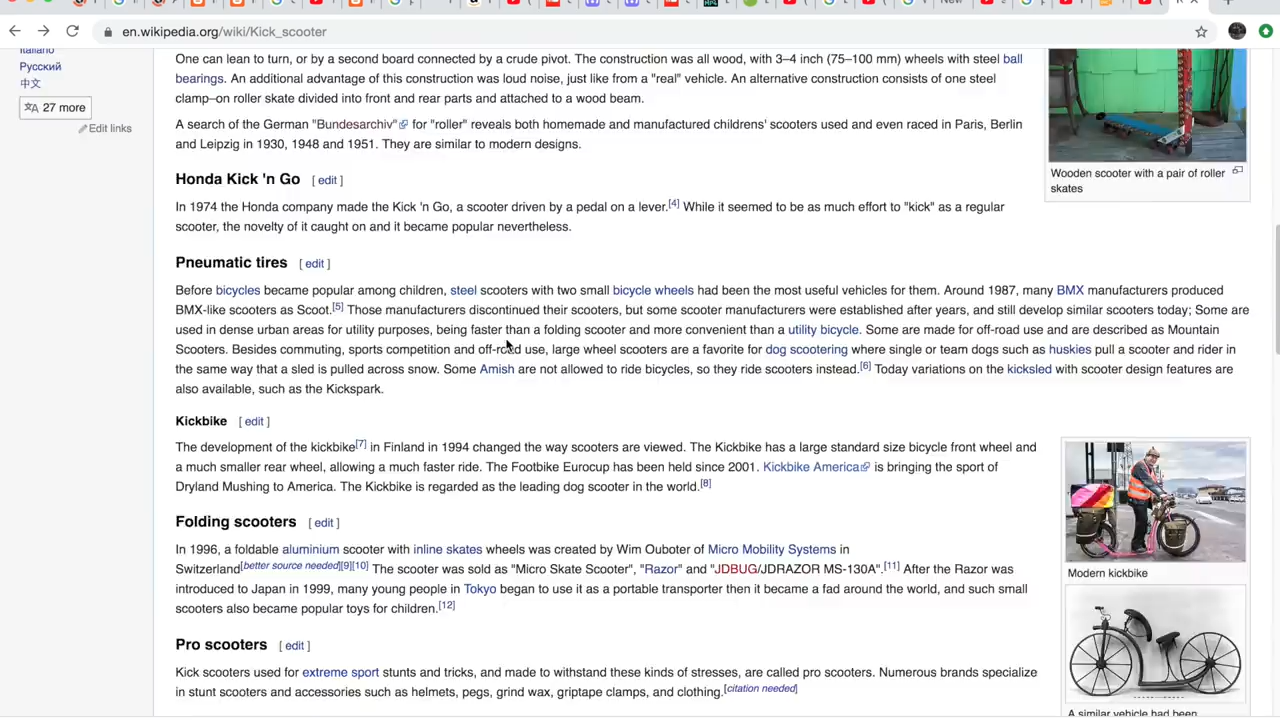 en.wikipedia.org/wiki/Kick_scooter
Italiano
Русский
中文
27 more
Edit links
One can lean to turn, or by a second board connected by a crude pivot. The construction was all wood, with 3–4 inch (75–100 mm) wheels with steel ball
bearings. An additional advantage of this construction was loud noise, just like from a "real" vehicle. An alternative construction consists of one steel
clamp–on roller skate divided into front and rear parts and attached to a wood beam.
A search of the German "Bundesarchiv" for "roller" reveals both homemade and manufactured childrens' scooters used and even raced in Paris, Berlin
and Leipzig in 1930, 1948 and 1951. They are similar to modern designs.
Wooden scooter with a pair of roller
skates
Honda Kick 'n Go [ edit ]
In 1974 the Honda company made the Kick 'n Go, a scooter driven by a pedal on a lever.[4] While it seemed to be as much effort to "kick" as a regular
scooter, the novelty of it caught on and it became popular nevertheless.
Pneumatic tires [ edit ]
Before bicycles became popular among children, steel scooters with two small bicycle wheels had been the most useful vehicles for them. Around 1987, many BMX manufacturers produced
BMX-like scooters as Scoot.[5] Those manufacturers discontinued their scooters, but some scooter manufacturers were established after years, and still develop similar scooters today; Some are
used in dense urban areas for utility purposes, being faster than a folding scooter and more convenient than a utility bicycle. Some are made for off-road use and are described as Mountain
Scooters. Besides commuting, sports competition and off-road use, large wheel scooters are a favorite for dog scootering where single or team dogs such as huskies pull a scooter and rider in
the same way that a sled is pulled across snow. Some Amish are not allowed to ride bicycles, so they ride scooters instead.[6] Today variations on the kicksled with scooter design features are
also available, such as the Kickspark.
Kickbike [ edit ]
The development of the kickbike[7] in Finland in 1994 changed the way scooters are viewed. The Kickbike has a large standard size bicycle front wheel and
a much smaller rear wheel, allowing a much faster ride. The Footbike Eurocup has been held since 2001. Kickbike America is bringing the sport of
Dryland Mushing to America. The Kickbike is regarded as the leading dog scooter in the world.[8]
Modern kickbike
Folding scooters [ edit ]
In 1996, a foldable aluminium scooter with inline skates wheels was created by Wim Ouboter of Micro Mobility Systems in
Switzerland[better source needed][9][10] The scooter was sold as "Micro Skate Scooter", "Razor" and "JDBUG/JDRAZOR MS-130A".[11] After the Razor was
introduced to Japan in 1999, many young people in Tokyo began to use it as a portable transporter then it became a fad around the world, and such small
scooters also became popular toys for children.[12]
Pro scooters [ edit ]
Kick scooters used for extreme sport stunts and tricks, and made to withstand these kinds of stresses, are called pro scooters. Numerous brands specialize
in stunt scooters and accessories such as helmets, pegs, grind wax, griptape clamps, and clothing.[citation needed]
A similar vehicle had been